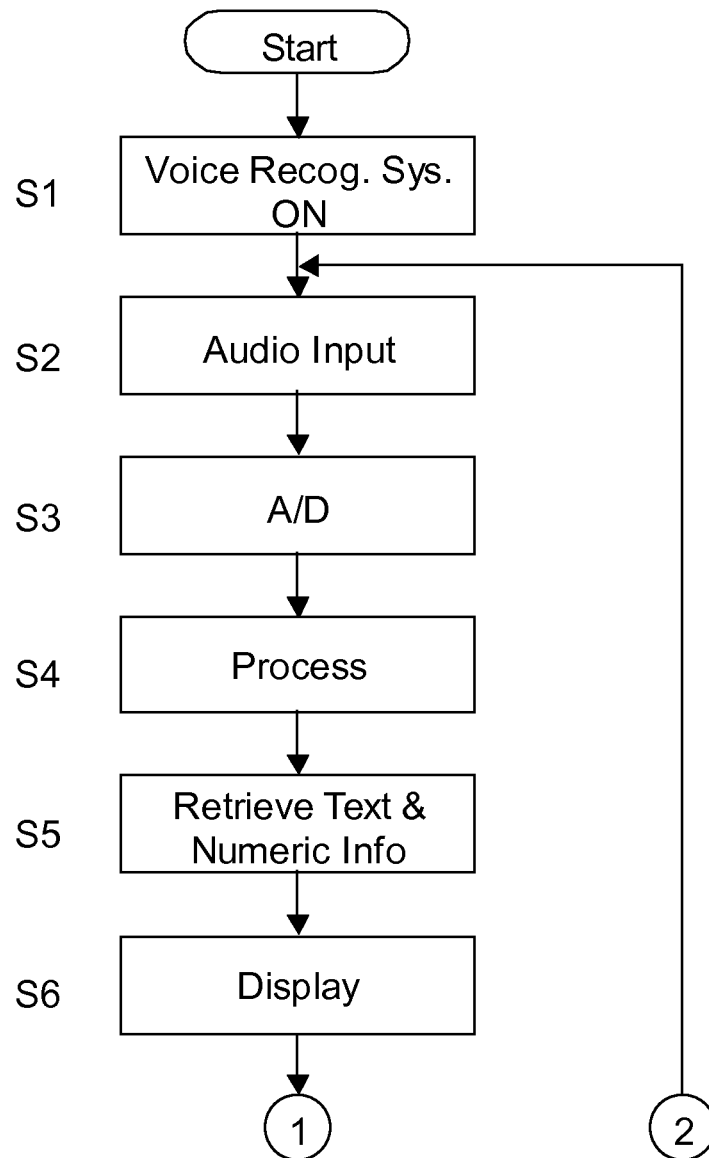 Start
S1
Voice Recog. Sys.
ON
S2
Audio Input
S3
A/D
S4
Process
S5
Retrieve Text &
Numeric Info
S6
Display
1
2